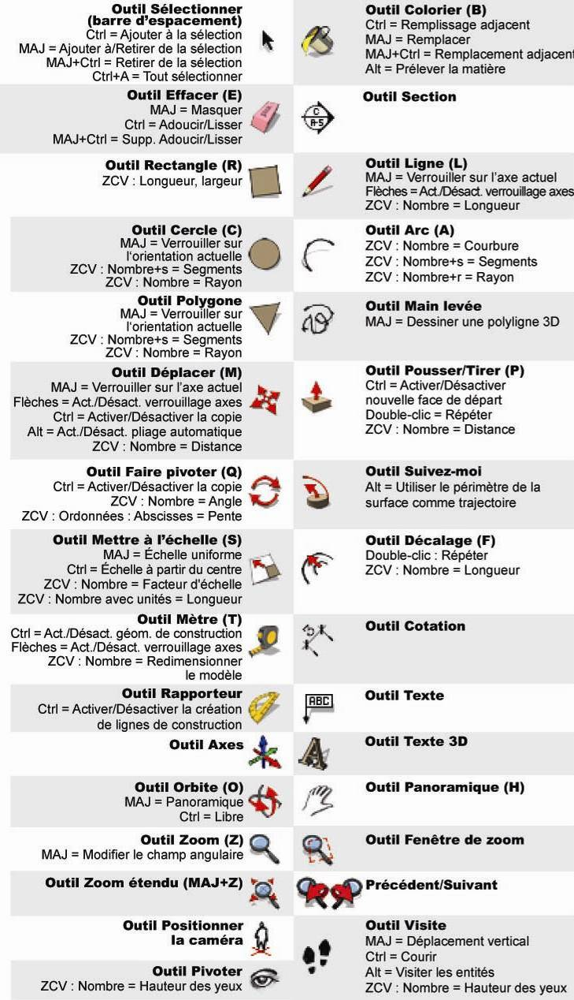 Outil Sélectionner
(barre d'espacement)
Ctrl = Ajouter à la sélection
MAJ = Ajouter à/Retirer de la sélection
MAJ+Ctrl = Retirer de la sélection
Ctrl+A = Tout sélectionner
Outil Colorier (B)
Ctrl = Remplissage adjacent
MAJ = Remplacer
MAJ+Ctrl = Remplacement adjacent
Alt = Prélever la matière
Outil Effacer (E)
MAJ = Masquer
Ctrl = Adoucir/Lisser
MAJ+Ctrl = Supp. Adoucir/Lisser
Outil Section
C
A-5
Outil Rectangle (R)
ZCV : Longueur, largeur
Outil Ligne (L)
MAJ = Verrouiller sur l'axe actuel
Flèches = Act./Désact. verrouillage axes
ZCV : Nombre = Longueur
Outil Cercle (C)
MAJ = Verrouiller sur
l'orientation actuelle
ZCV : Nombre+s = Segments
ZCV : Nombre = Rayon
Outil Arc (A)
ZCV : Nombre = Courbure
ZCV : Nombre+s = Segments
ZCV : Nombre+r = Rayon
Outil Polygone
MAJ = Verrouiller sur
l'orientation actuelle
ZCV : Nombre+s = Segments
ZCV : Nombre = Rayon
Outil Main levée
MAJ = Dessiner une polyligne 3D
Outil Déplacer (M)
MAJ = Verrouiller sur l'axe actuel
Flèches = Act./Désact. verrouillage axes
Ctrl = Activer/Désactiver la copie
Alt = Act./Désact. pliage automatique
ZCV : Nombre = Distance
Outil Pousser/Tirer (P)
Ctrl = Activer/Désactiver
nouvelle face de départ
Double-clic = Répéter
ZCV : Nombre = Distance
Outil Faire pivoter (Q)
Ctrl = Activer/Désactiver la copie
ZCV : Nombre = Angle
ZCV : Ordonnées : Abscisses = Pente
Outil Suivez-moi
Alt = Utiliser le périmètre de la
surface comme trajectoire
Outil Mettre à l'échelle (S)
MAJ = Échelle uniforme
Ctrl = Échelle à partir du centre
ZCV : Nombre = Facteur d'échelle
ZCV : Nombre avec unités = Longueur
Outil Décalage (F)
Double-clic : Répéter
ZCV : Nombre = Longueur
Outil Mètre (T)
Ctrl = Act./Désact. géom. de construction
Flèches = Act./Désact. verrouillage axes
ZCV : Nombre = Redimensionner
le modèle
Outil Cotation
Outil Rapporteur
Ctrl = Activer/Désactiver la création
de lignes de construction
ABC
Outil Texte
Outil Axes
A
Outil Texte 3D
Outil Orbite (O)
MAJ = Panoramique
Ctrl = Libre
Outil Panoramique (H)
Outil Zoom (Z)
MAJ = Modifier le champ angulaire
Outil Fenêtre de zoom
Outil Zoom étendu (MAJ+Z)
Précédent/Suivant
Outil Positionner
la caméra
Outil Visite
MAJ = Déplacement vertical
Ctrl = Courir
Alt = Visiter les entités
ZCV : Nombre = Hauteur des yeux
Outil Pivoter
ZCV : Nombre = Hauteur des yeux